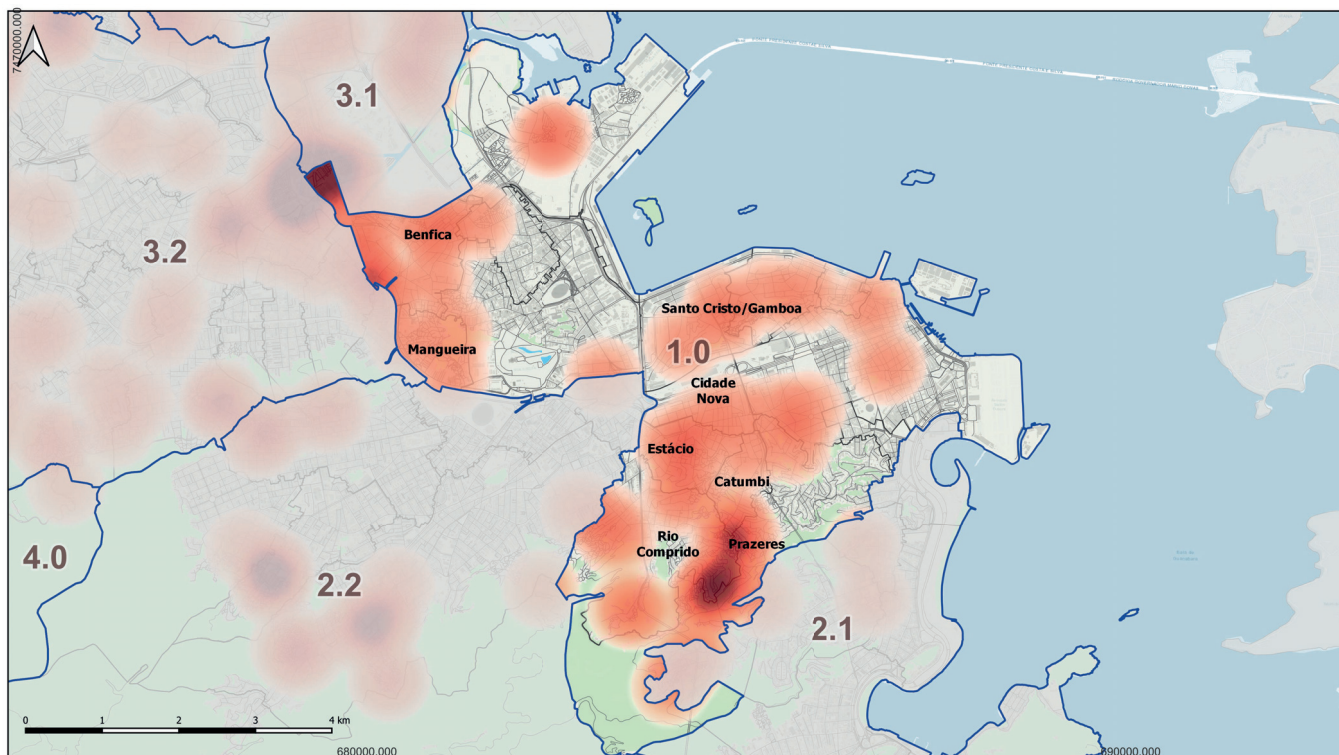 7470000.000
3.1
Benfica
3.2
Santo Cristo/Gamboa
Mangueira
1.0
Cidade
Nova
Estácio
Catumbi
Rio
Comprido
Prazeres
4.0
2.2
2.1
0 1 2 3 4 km
680000.000
690000.000